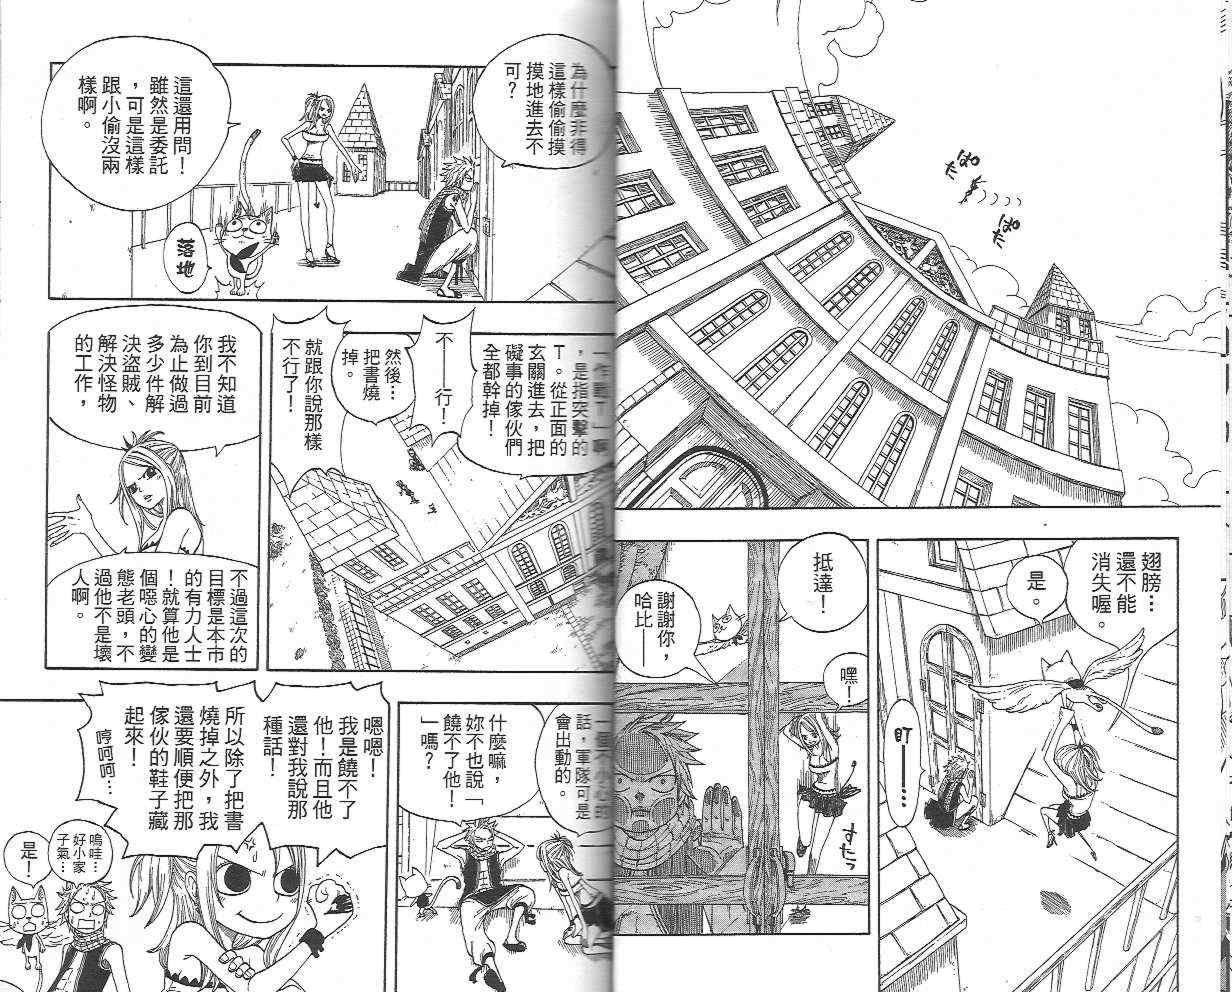 ぱた
ぱた
翅膀…
還不能
消失喔。
是。
盯——…
抵達!
謝謝你,
哈比——
嘿!
すたっ
為什麼非得
這樣偷偷摸
摸地進去不
可?
這還用問!
雖然是委託
,可是這樣
跟小偷沒兩
樣啊。
落地
「作戰T」啊
,是指突擊的
T。從正面的
玄關進去,把
礙事的傢伙們
全都幹掉!
不——行!
然後…
把書燒
掉。
就跟你說那樣
不行了!
我不知道
你到目前
為止做過
多少件解
決盜賊、
解決怪物
的工作,
不過這次的
目標是本市
的有力人士
!就算他是
個噁心的變
態老頭,不
過他不是壞
人啊。
一個不小心的
話,軍隊可是
會出動的。
什麼嘛,
妳不也說「
饒不了他!
」嗎?
嗯嗯!
我是饒不了
他!而且他
還對我說那
種話!
所以除了把書
燒掉之外,我
還要順便把那
傢伙的鞋子藏
起來!
哼呵呵…
嗚哇…
好小家
子氣…
是!